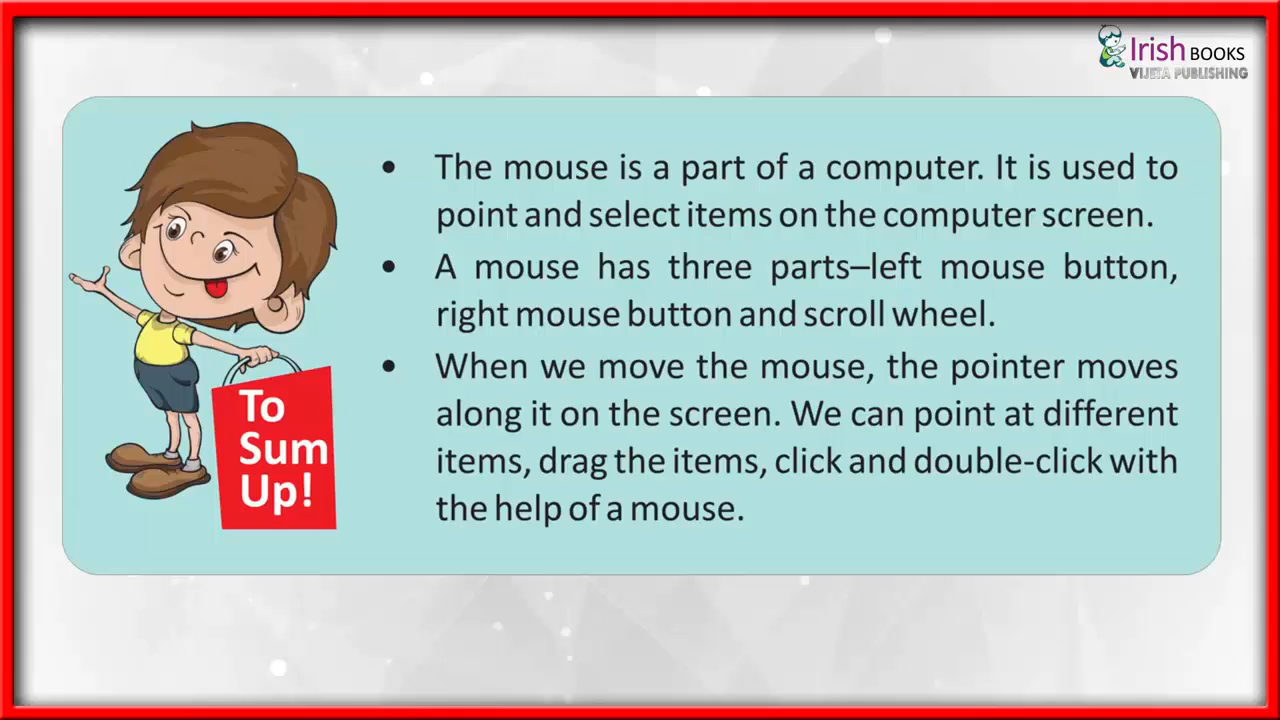 Irish BOOKS
VIJETA PUBLISHING
• The mouse is a part of a computer. It is used to
point and select items on the computer screen.
• A mouse has three parts–left mouse button,
right mouse button and scroll wheel.
• When we move the mouse, the pointer moves
along it on the screen. We can point at different
items, drag the items, click and double-click with
the help of a mouse.
To
Sum
Up!